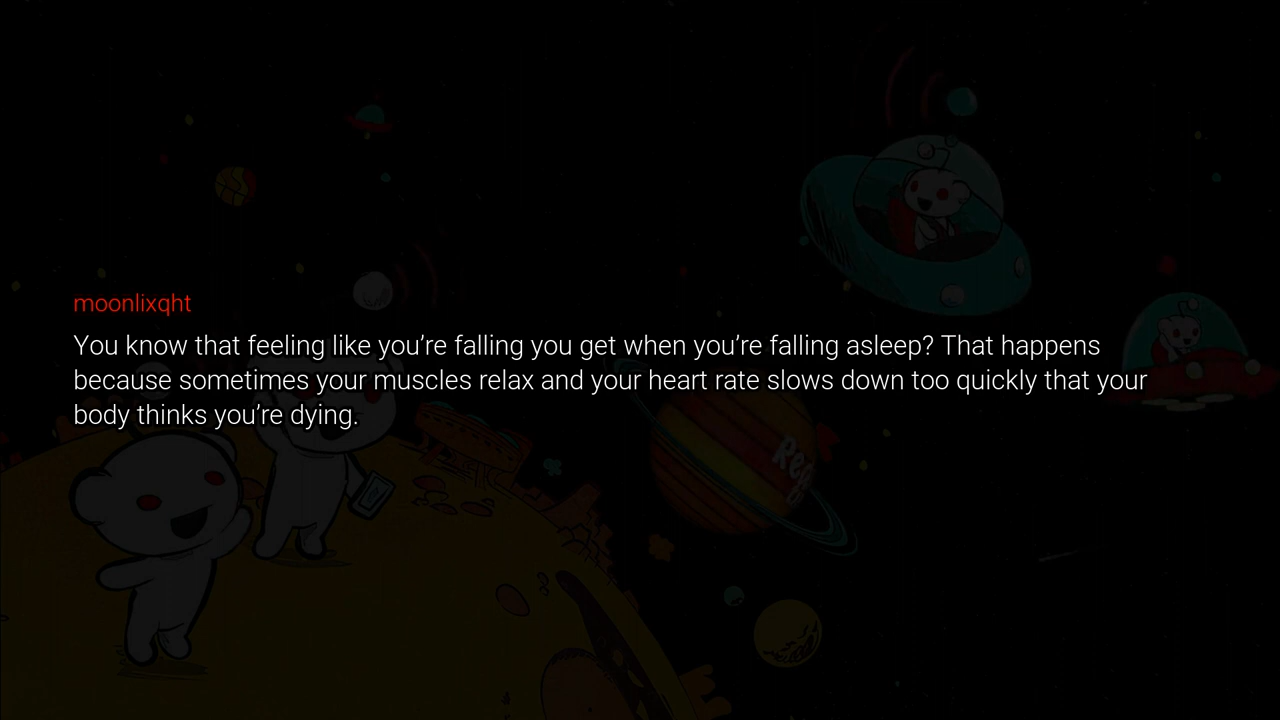 moonlixqht
You know that feeling like you’re falling you get when you’re falling asleep? That happens
because sometimes your muscles relax and your heart rate slows down too quickly that your
body thinks you’re dying.